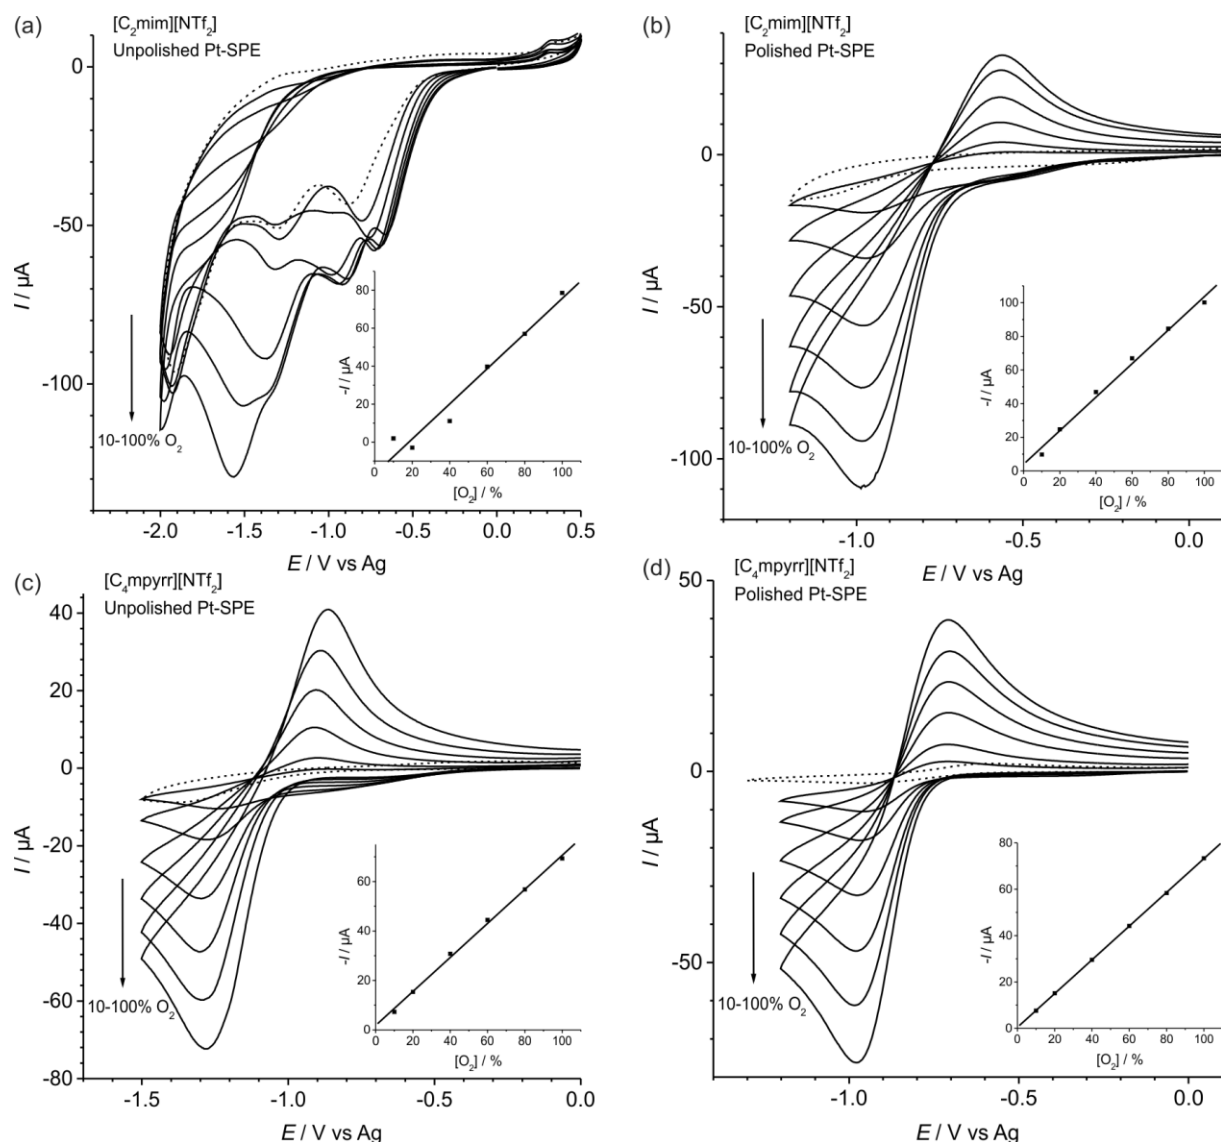 (a)
[C₂mim][NTf₂]
Unpolished Pt-SPE
0
-50
-100
I / µA
10-100% O₂
-2.0 -1.5 -1.0 -0.5 0.0 0.5
E / V vs Ag
80
60
40
20
0
-I / µA
0 20 40 60 80 100
[O₂] / %
(b)
[C₂mim][NTf₂]
Polished Pt-SPE
0
-50
-100
I / µA
10-100% O₂
-1.0 -0.5 0.0
E / V vs Ag
100
80
60
40
20
0
-I / µA
0 20 40 60 80 100
[O₂] / %
(c)
[C₄mpyrr][NTf₂]
Unpolished Pt-SPE
40
20
0
-20
-40
-60
-80
I / µA
10-100% O₂
-1.5 -1.0 -0.5 0.0
E / V vs Ag
60
40
20
0
-I / µA
0 20 40 60 80 100
[O₂] / %
(d)
[C₄mpyrr][NTf₂]
Polished Pt-SPE
50
0
-50
I / µA
10-100% O₂
-1.0 -0.5 0.0
E / V vs Ag
80
60
40
20
0
-I / µA
0 20 40 60 80 100
[O₂] / %